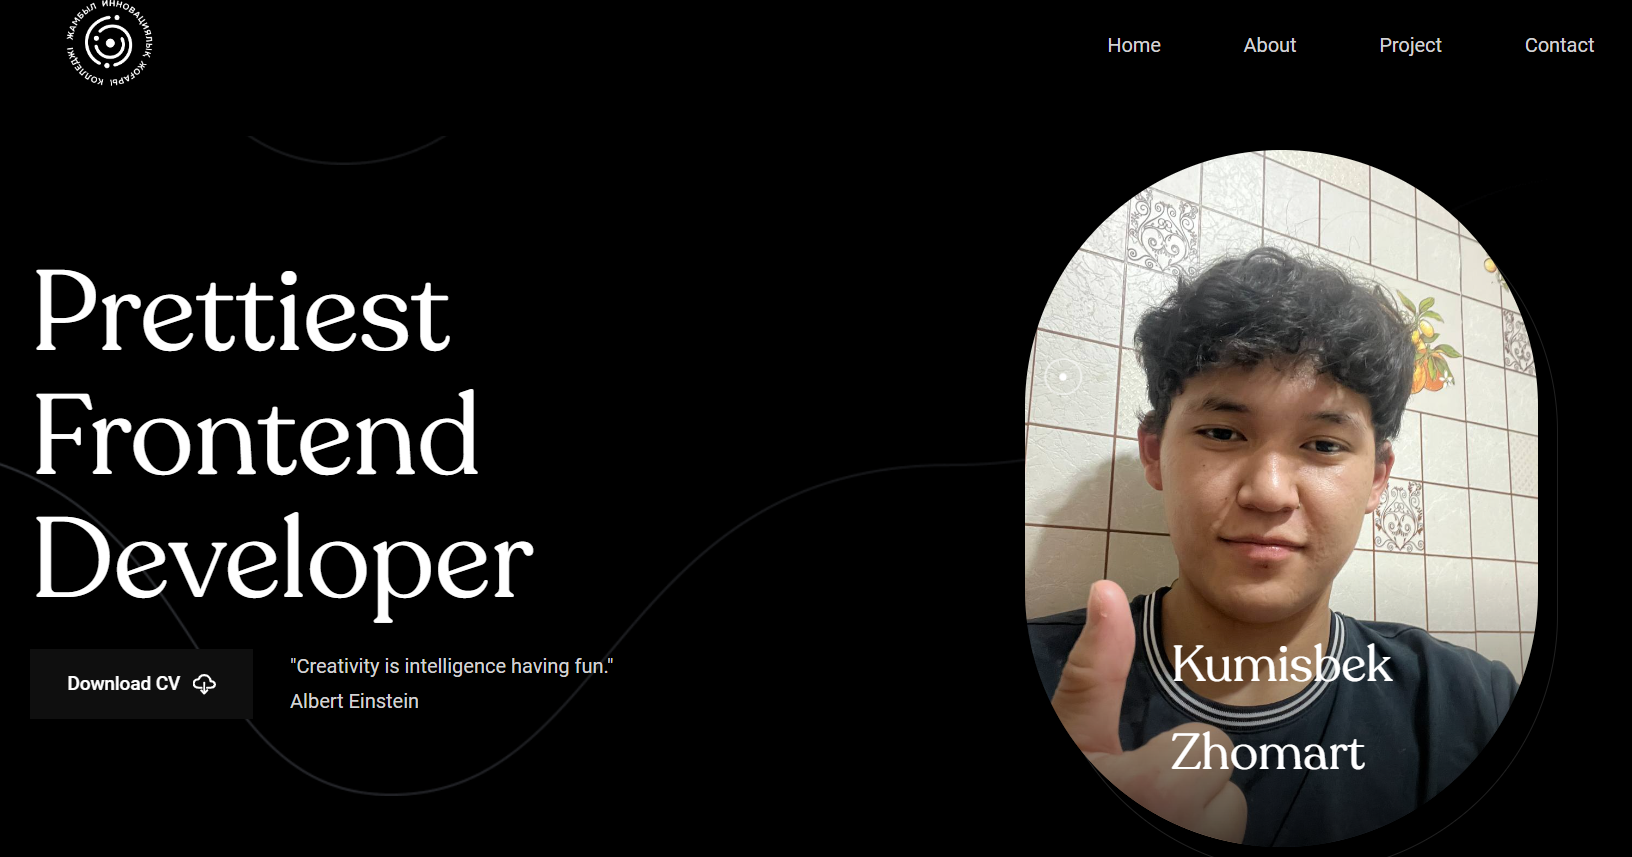 ЖАМБЫЛ ИННОВАЦИЯЛЫҚ ЖОҒАРЫ КОЛЛЕДЖІ
Home About Project Contact
Prettiest
Frontend
Developer
Download CV
"Creativity is intelligence having fun."
Albert Einstein
Kumisbek
Zhomart